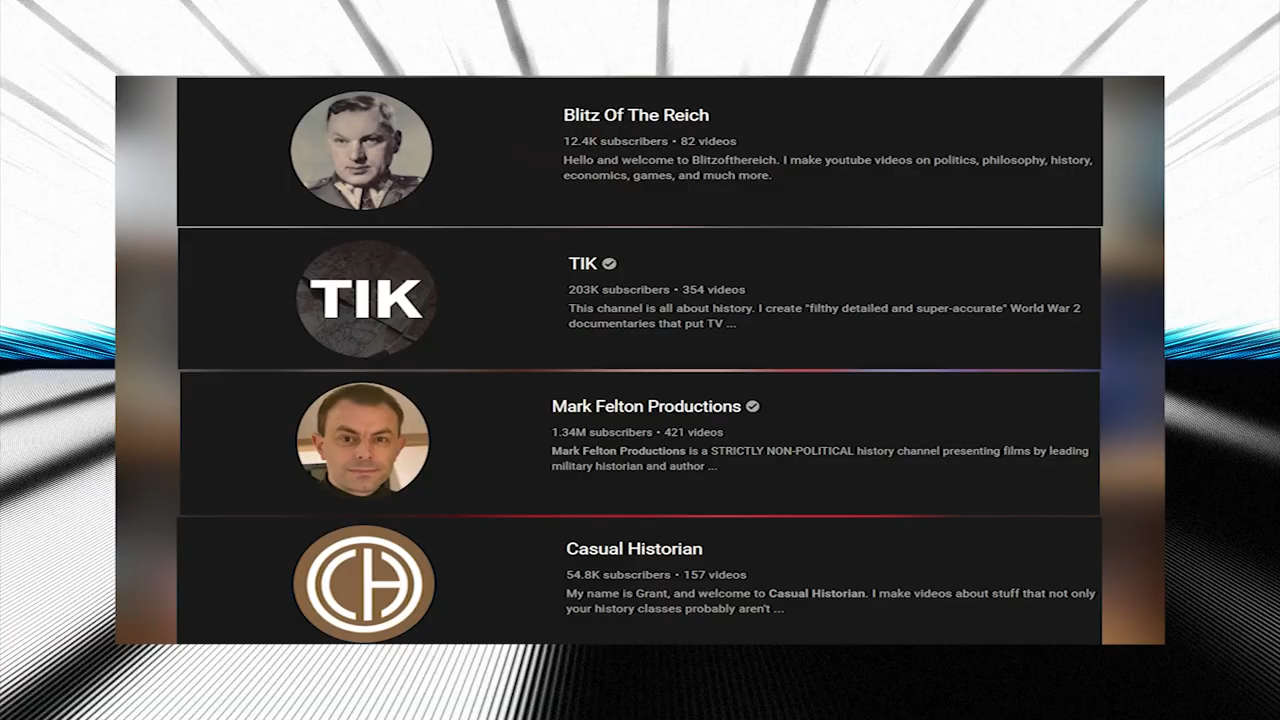 Blitz Of The Reich
12.4K subscribers • 82 videos
Hello and welcome to Blitzofthereich. I make youtube videos on politics, philosophy, history,
economics, games, and much more.
TIK
TIK
203K subscribers • 354 videos
This channel is all about history. I create "filthy detailed and super-accurate" World War 2
documentaries that put TV ...
Mark Felton Productions
1.34M subscribers • 421 videos
Mark Felton Productions is a STRICTLY NON-POLITICAL history channel presenting films by leading
military historian and author ...
CH
Casual Historian
54.8K subscribers • 157 videos
My name is Grant, and welcome to Casual Historian. I make videos about stuff that not only
your history classes probably aren't ...